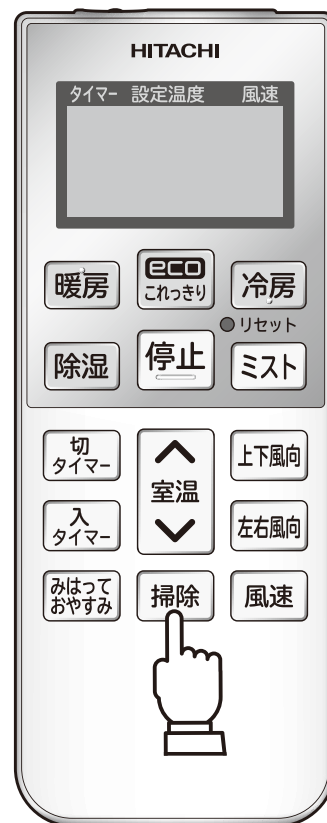 HITACHI
タイマー 設定温度 風速
暖房
eco
これっきり
冷房
リセット
除湿
停止
ミスト
切
タイマー
室温
上下風向
入
タイマー
左右風向
みはって
おやすみ
掃除
風速